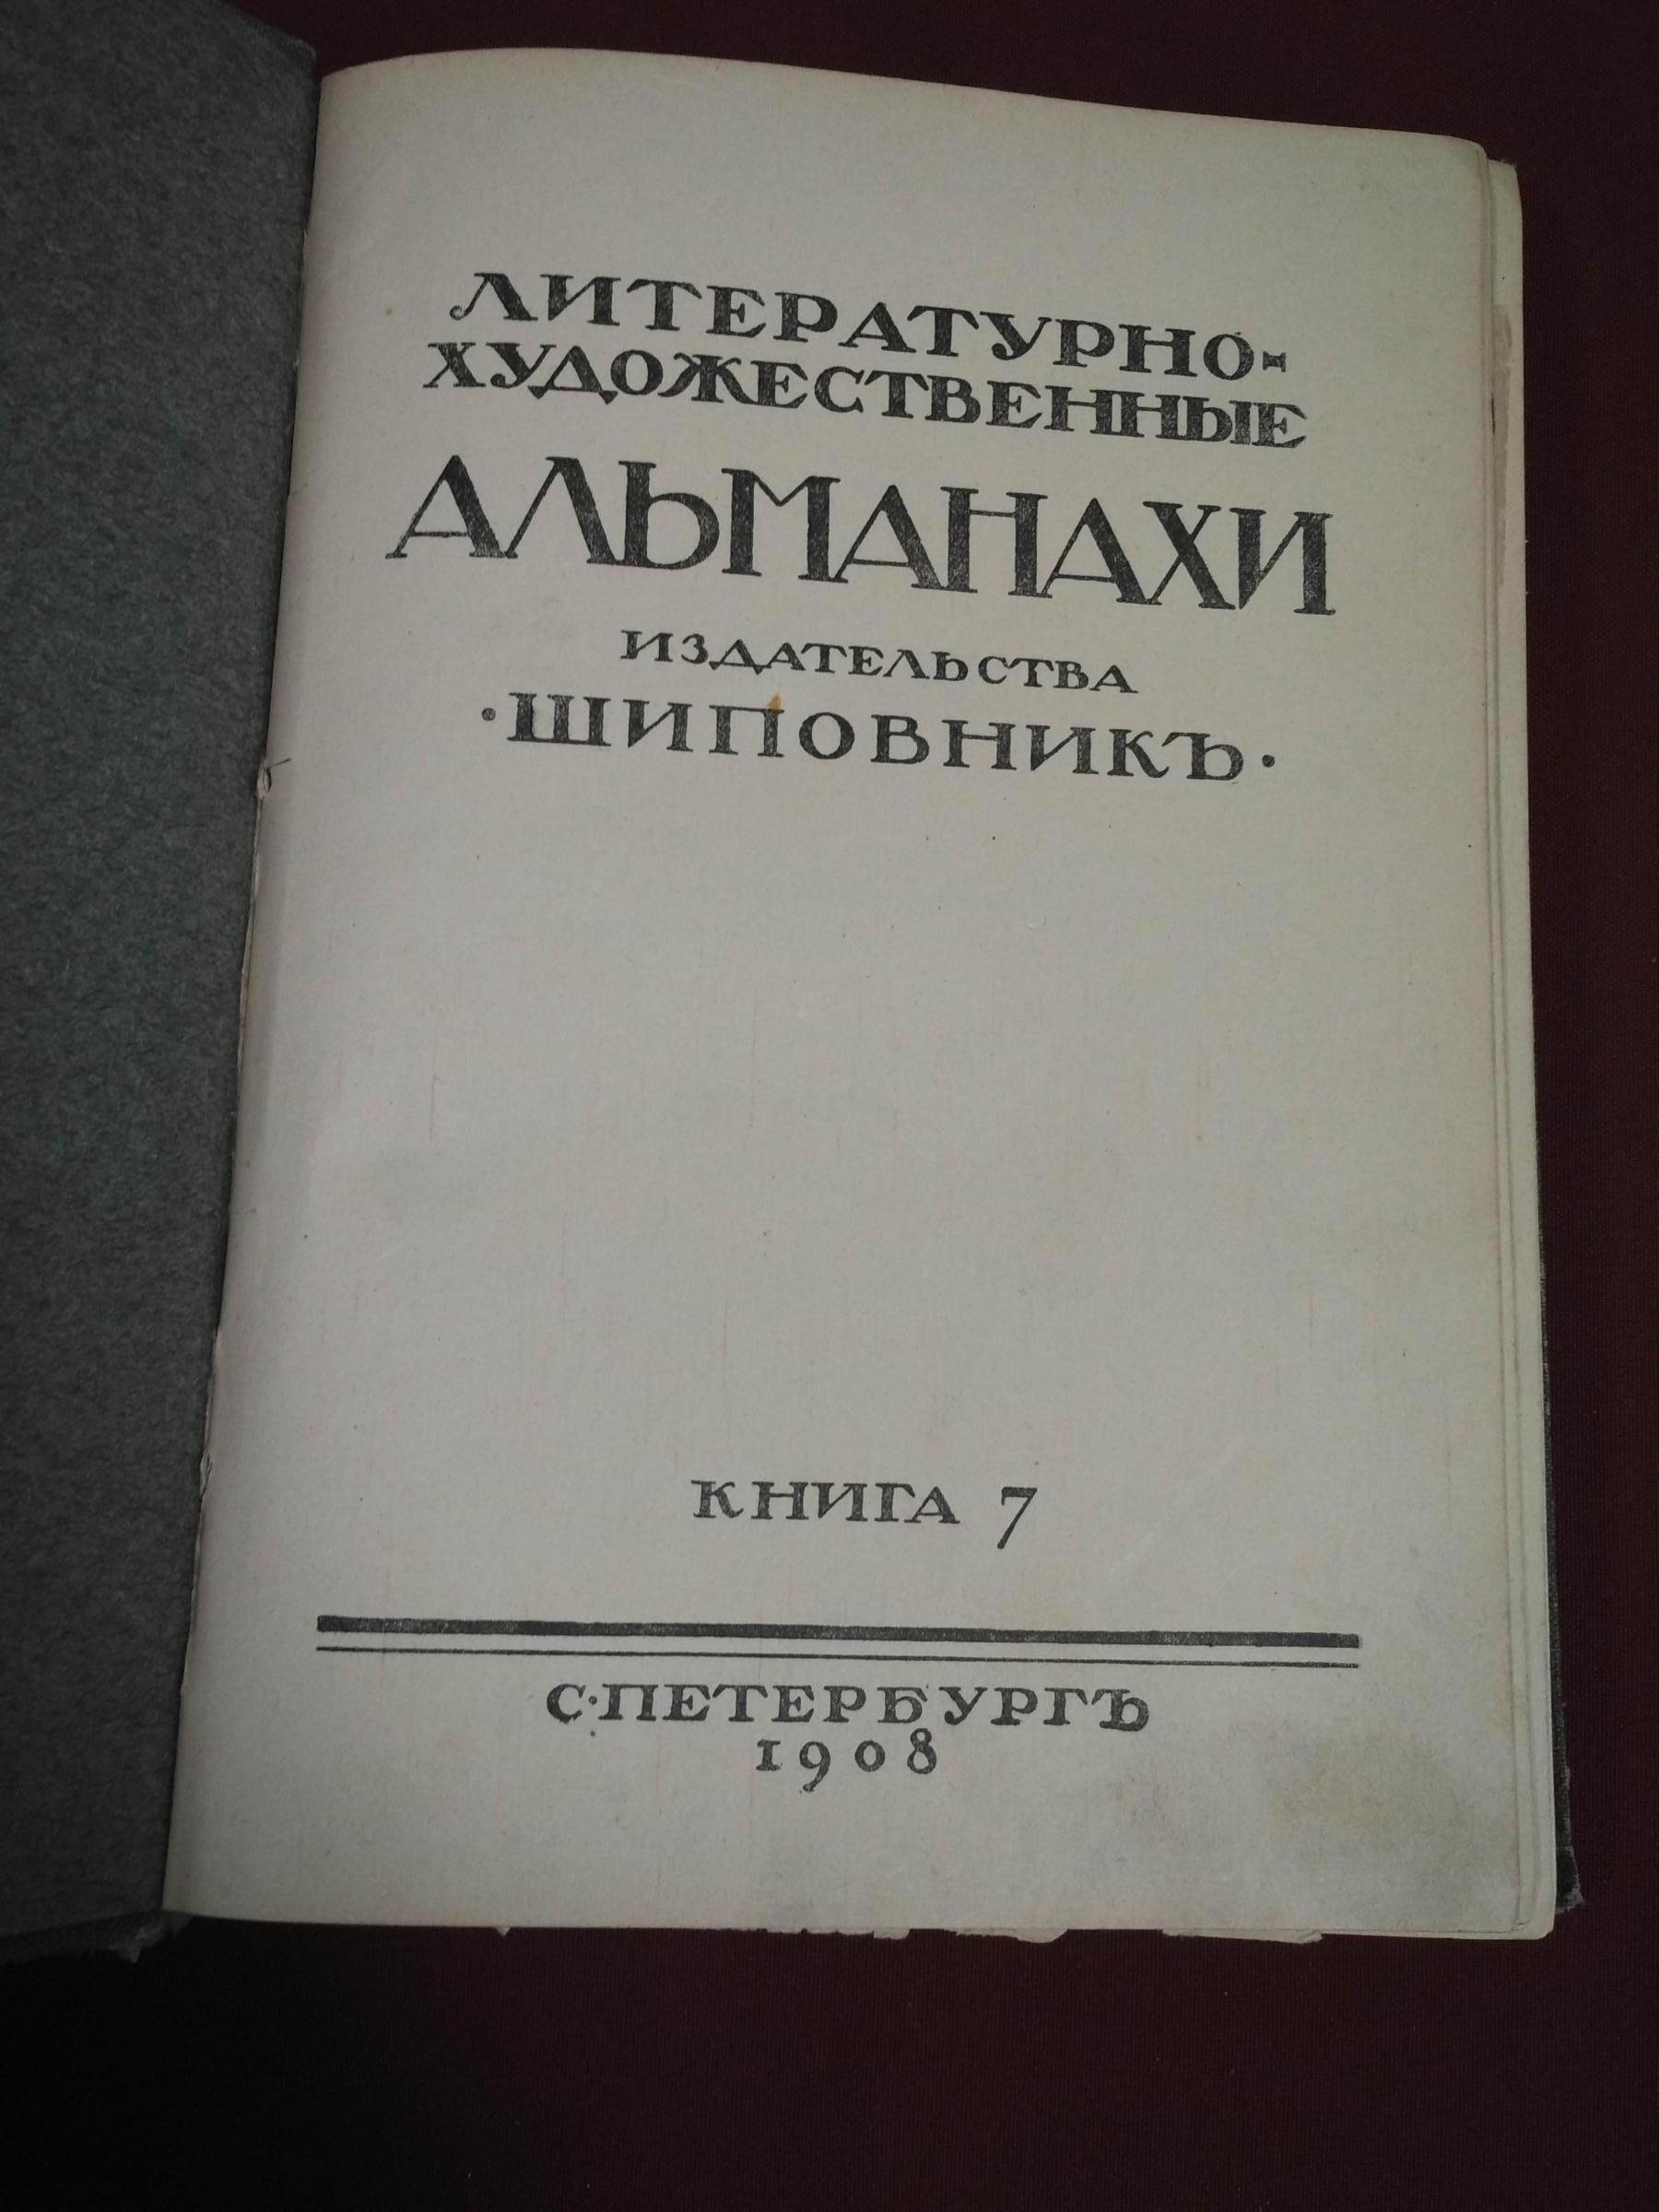 ЛИТЕРАТУРНО-
ХУДОЖЕСТВЕННЫЕ
АЛЬМАНАХИ
ИЗДАТЕЛЬСТВА
·ШИПОВНИКЪ·
КНИГА 7
С·ПЕТЕРБУРГЪ
1908